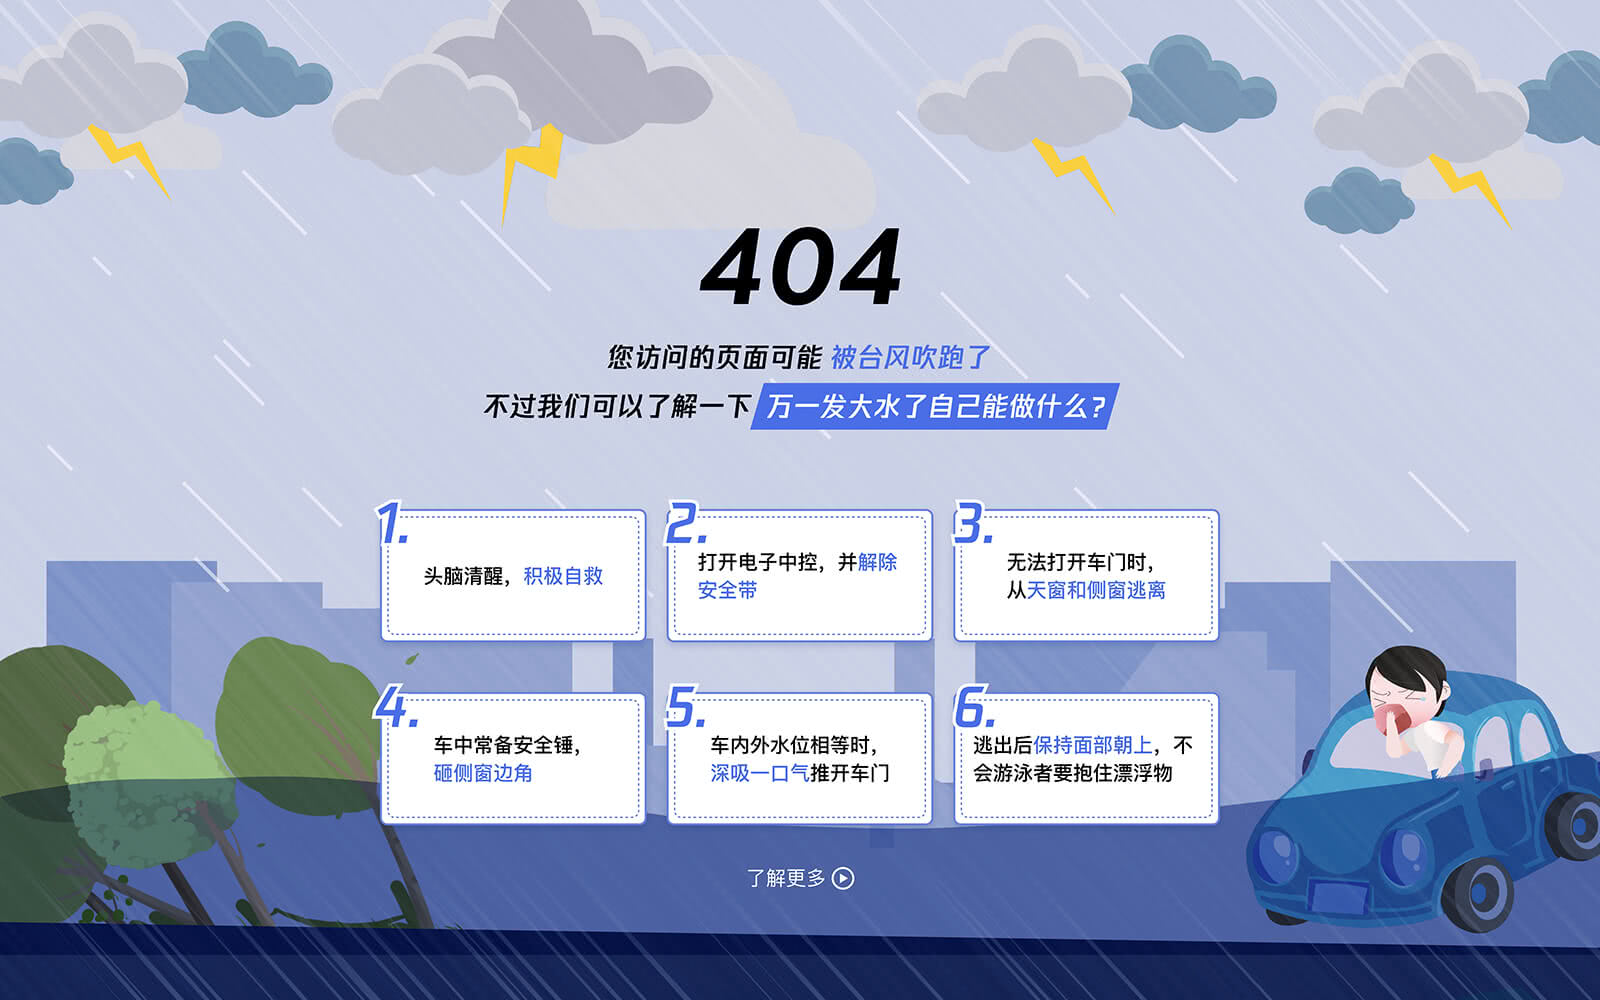 404
您访问的页面可能 被台风吹跑了
不过我们可以了解一下 万一发大水了自己能做什么?
1.
头脑清醒，积极自救
2.
打开电子中控，并解除
安全带
3.
无法打开车门时，
从天窗和侧窗逃离
4.
车中常备安全锤，
砸侧窗边角
5.
车内外水位相等时，
深吸一口气推开车门
6.
逃出后保持面部朝上，不
会游泳者要抱住漂浮物
了解更多